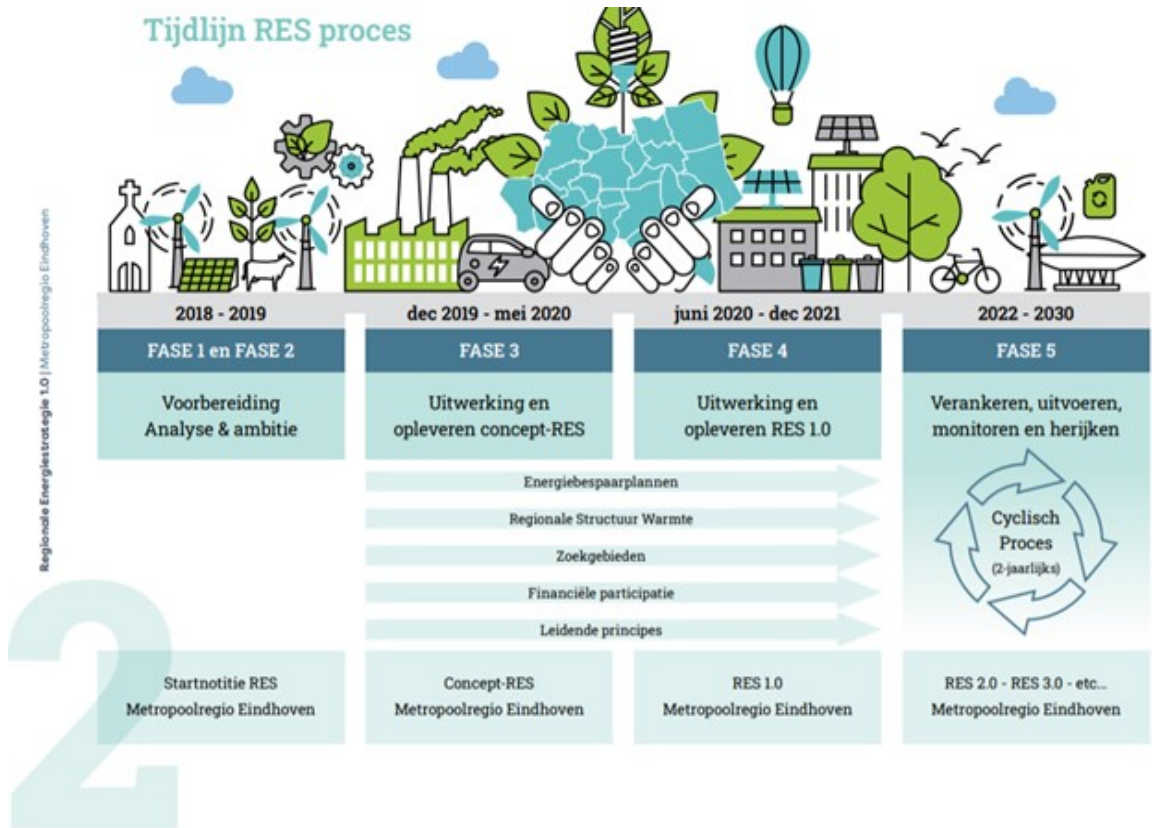 Tijdlijn RES proces
Regionale Energiestrategie 1.0 | Metropoolregio Eindhoven
2018 - 2019
FASE 1 en FASE 2
Voorbereiding
Analyse & ambitie
dec 2019 - mei 2020
FASE 3
Uitwerking en
opleveren concept-RES
juni 2020 - dec 2021
FASE 4
Uitwerking en
opleveren RES 1.0
2022 - 2030
FASE 5
Verankeren, uitvoeren,
monitoren en herijken
Energiebespaarplannen
Regionale Structuur Warmte
Zoekgebieden
Financiële participatie
Leidende principes
Cyclisch
Proces
(2-jaarlijks)
2
Startnotitie RES
Metropoolregio Eindhoven
Concept-RES
Metropoolregio Eindhoven
RES 1.0
Metropoolregio Eindhoven
RES 2.0 - RES 3.0 - etc...
Metropoolregio Eindhoven